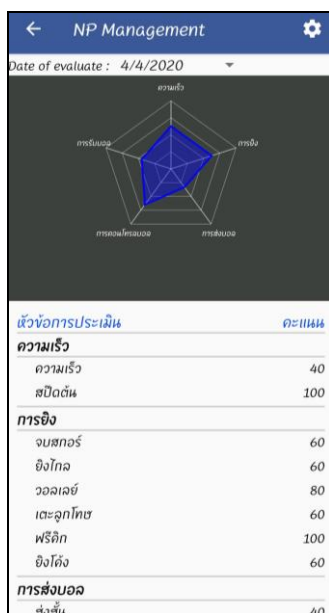 NP Management
Date of evaluate : 4/4/2020
ความเร็ว
การรับบอล
การยิง
การคอนโทรลบอล
การส่งบอล
หัวข้อการประเมิน คะแนน
ความเร็ว
ความเร็ว 40
สปีดต้น 100
การยิง
จบสกอร์ 60
ยิงไกล 60
วอลเลย์ 80
เตะลูกโทษ 60
ฟรีคิก 100
ยิงโค้ง 60
การส่งบอล
ส่งสั้น 40